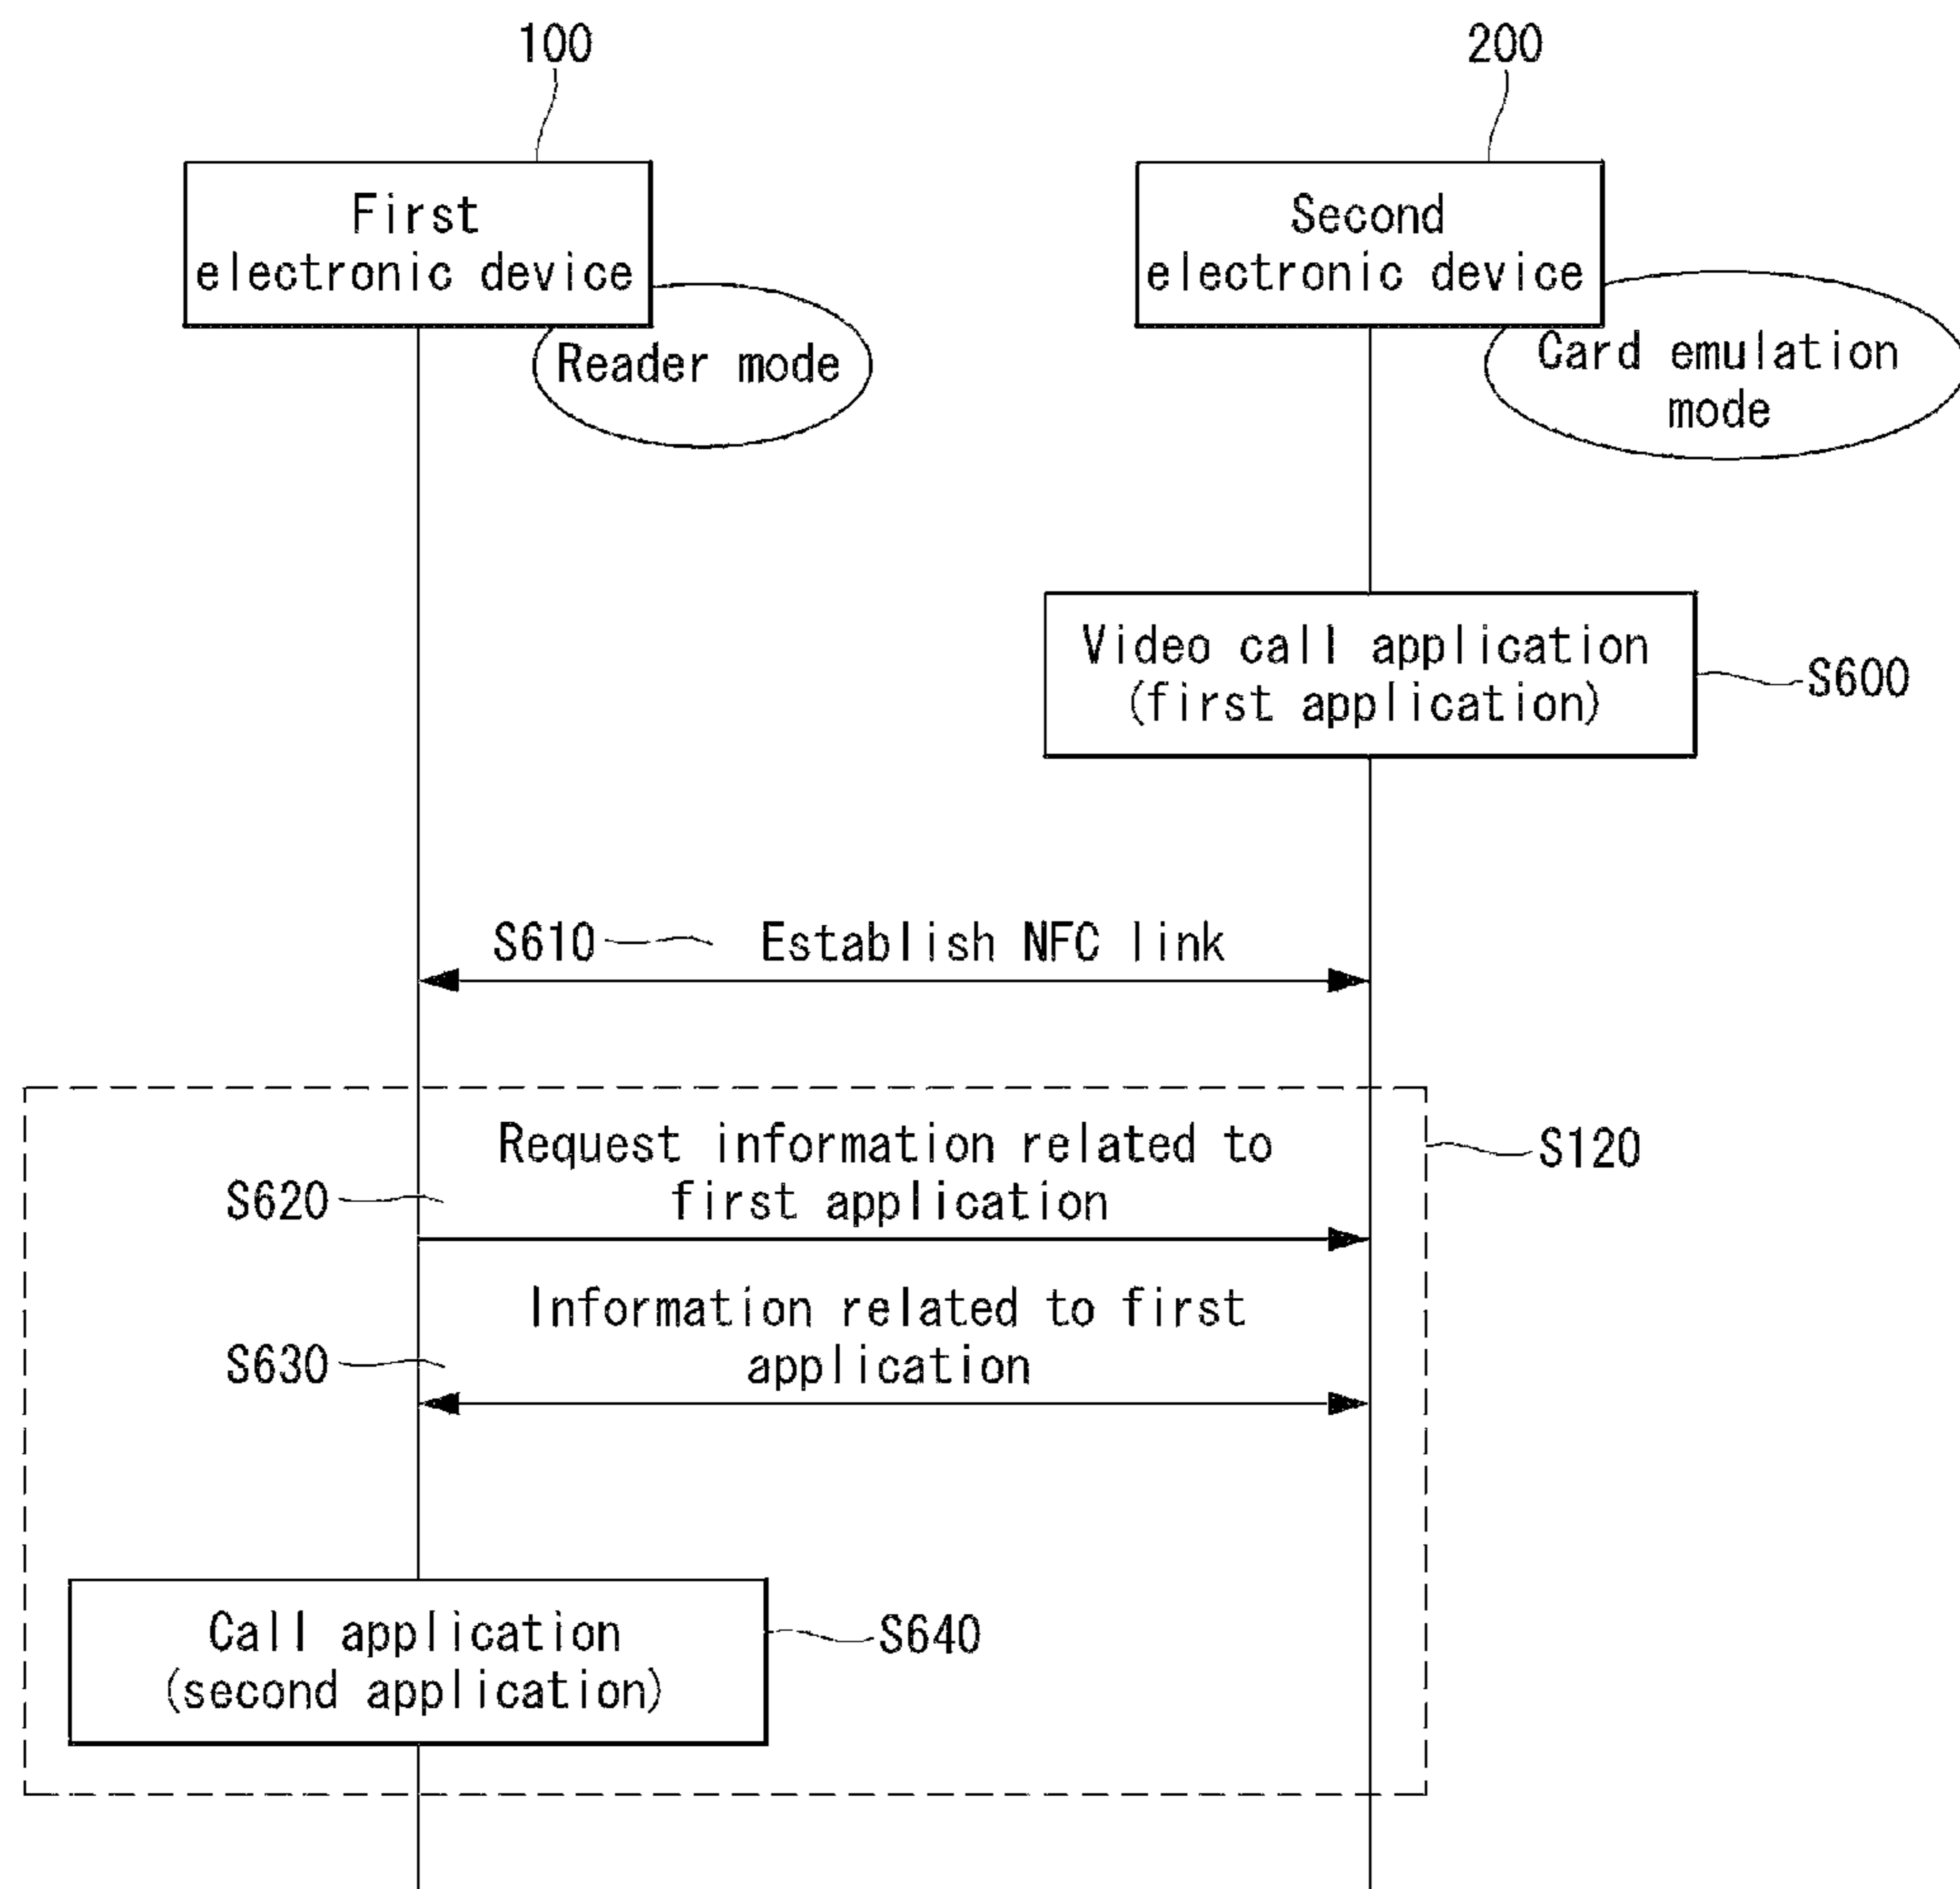 100
200
First
electronic device
Second
electronic device
Reader mode
Card emulation
mode
Video call application
(first application)
S600
S610
Establish NFC link
Request information related to
first application
S620
S120
Information related to first
application
S630
Call application
(second application)
S640